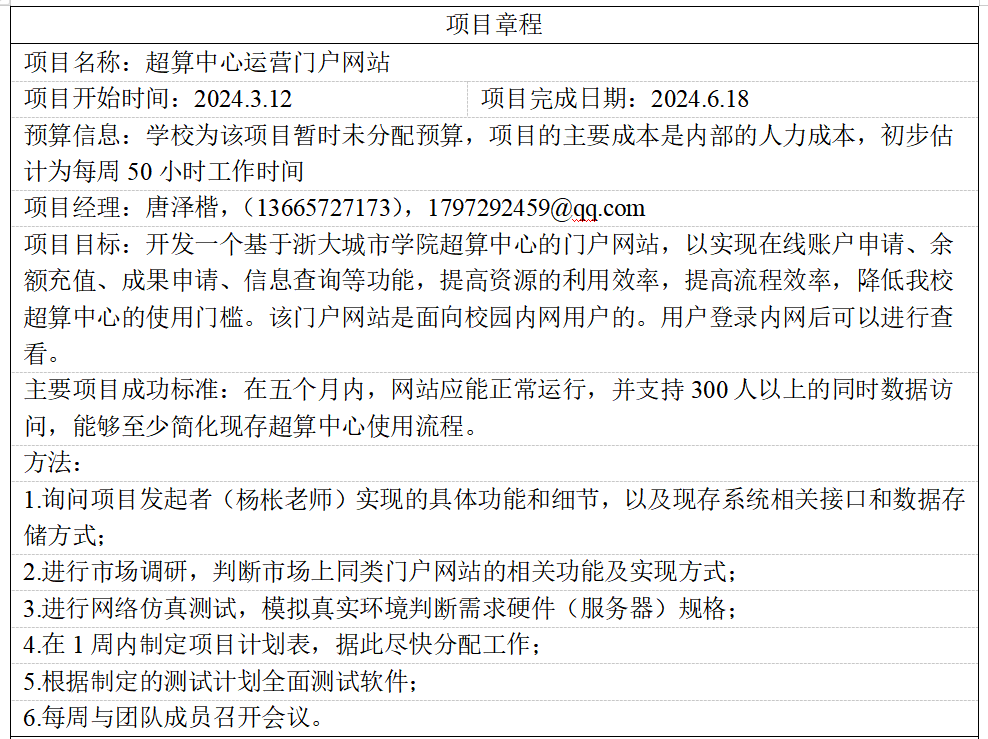 项目章程
项目名称：超算中心运营门户网站
项目开始时间：2024.3.12
项目完成日期：2024.6.18
预算信息：学校为该项目暂时未分配预算，项目的主要成本是内部的人力成本，初步估
计为每周 50 小时工作时间
项目经理：唐泽楷，（13665727173），1797292459@qq.com
项目目标：开发一个基于浙大城市学院超算中心的门户网站，以实现在线账户申请、余
额充值、成果申请、信息查询等功能，提高资源的利用效率，提高流程效率，降低我校
超算中心的使用门槛。该门户网站是面向校园内网用户的。用户登录内网后可以进行查
看。
主要项目成功标准：在五个月内，网站应能正常运行，并支持 300 人以上的同时数据访
问，能够至少简化现存超算中心使用流程。
方法：
1.询问项目发起者（杨枨老师）实现的具体功能和细节，以及现存系统相关接口和数据存
储方式；
2.进行市场调研，判断市场上同类门户网站的相关功能及实现方式；
3.进行网络仿真测试，模拟真实环境判断需求硬件（服务器）规格；
4.在 1 周内制定项目计划表，据此尽快分配工作；
5.根据制定的测试计划全面测试软件；
6.每周与团队成员召开会议。